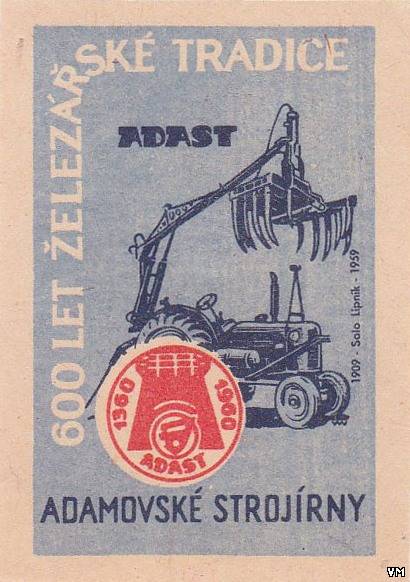 600 LET ŽELEZÁŘSKÉ TRADICE
ADAST
1909 - Solo Lipník - 1959
1360
1960
ADAST
ADAMOVSKÉ STROJÍRNY
VM